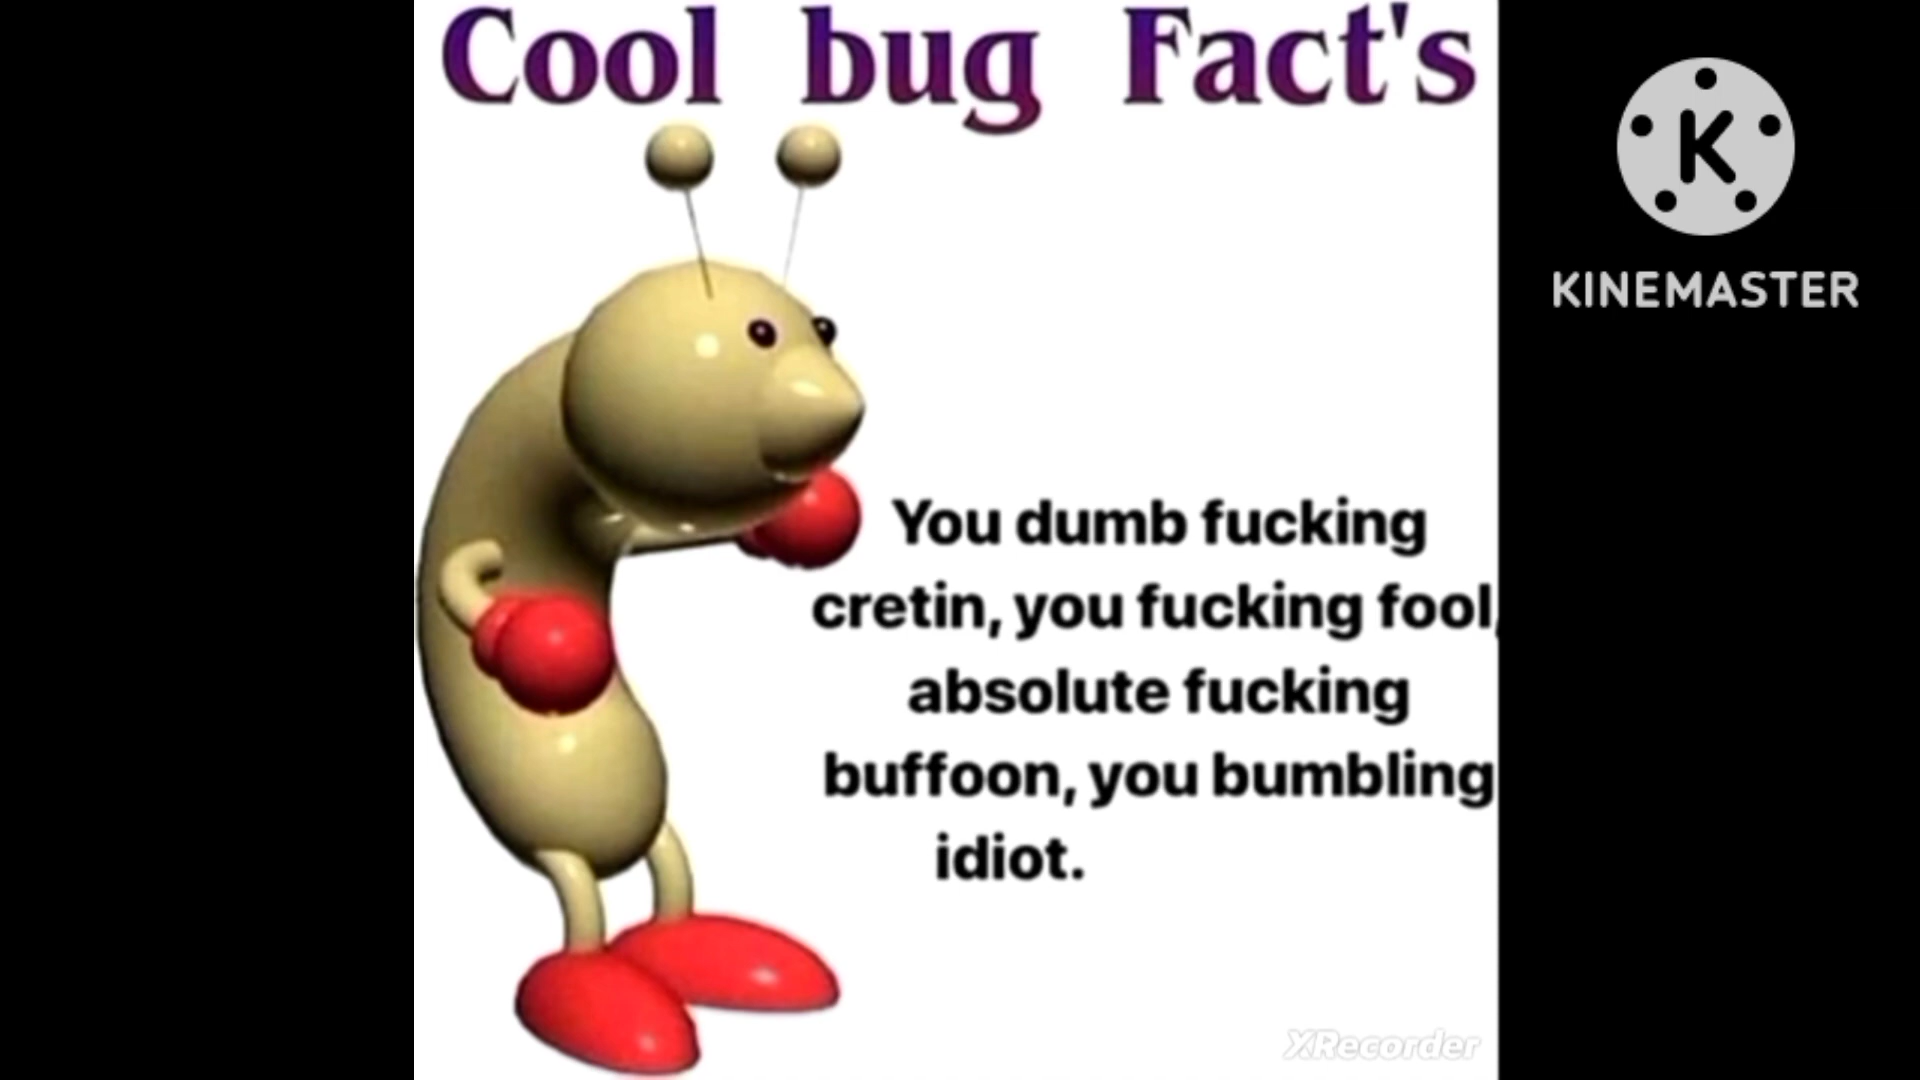 Cool bug Fact's
K
KINEMASTER
You dumb fucking
cretin, you fucking fool,
absolute fucking
buffoon, you bumbling
idiot.
XRecorder